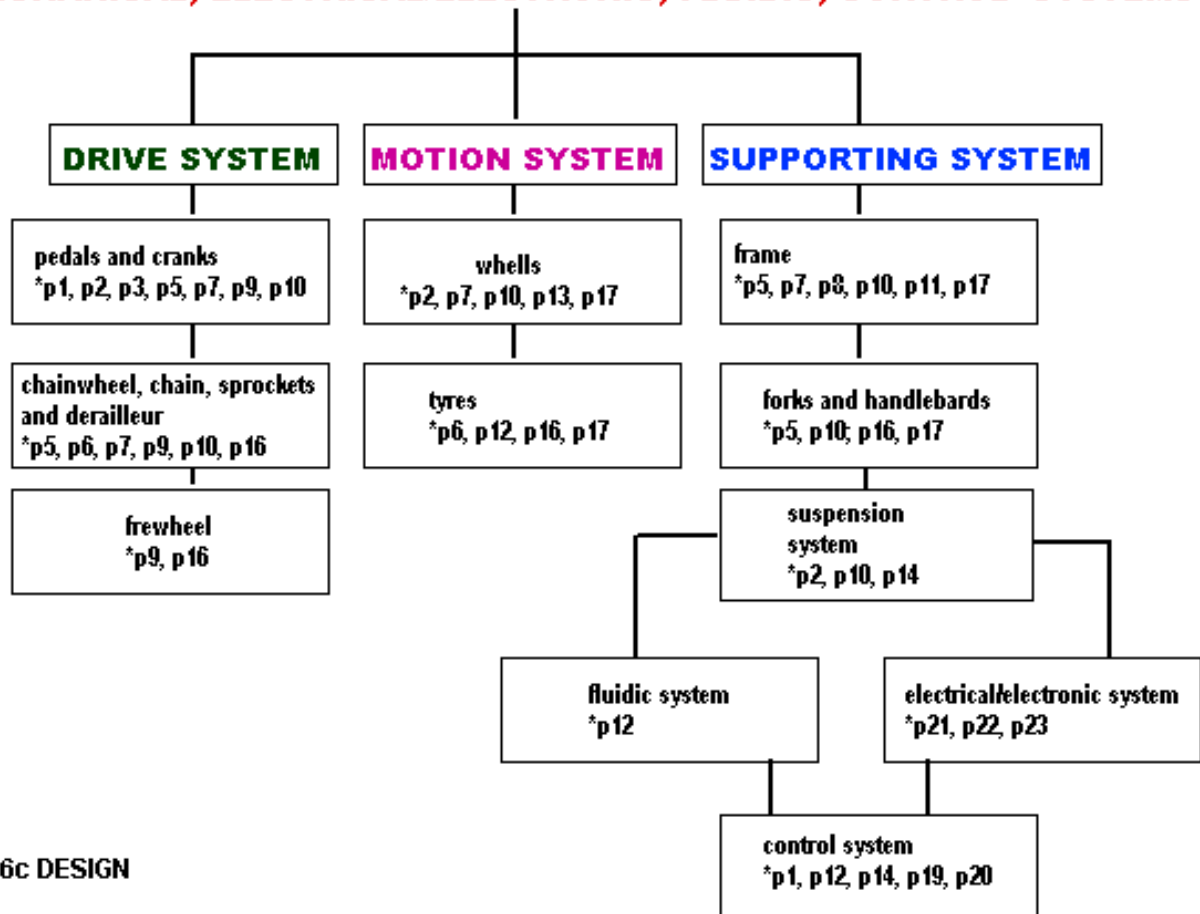 DRIVE SYSTEM
MOTION SYSTEM
SUPPORTING SYSTEM
pedals and cranks
*p1, p2, p3, p5, p7, p9, p10
whells
*p2, p7, p10, p13, p17
frame
*p5, p7, p8, p10, p11, p17
chainwheel, chain, sprockets
and derailleur
*p5, p6, p7, p9, p10, p16
tyres
*p6, p12, p16, p17
forks and handlebards
*p5, p10; p16, p17
frewheel
*p9, p16
suspension
system
*p2, p10, p14
fluidic system
*p12
electrical/electronic system
*p21, p22, p23
control system
*p1, p12, p14, p19, p20
6c DESIGN